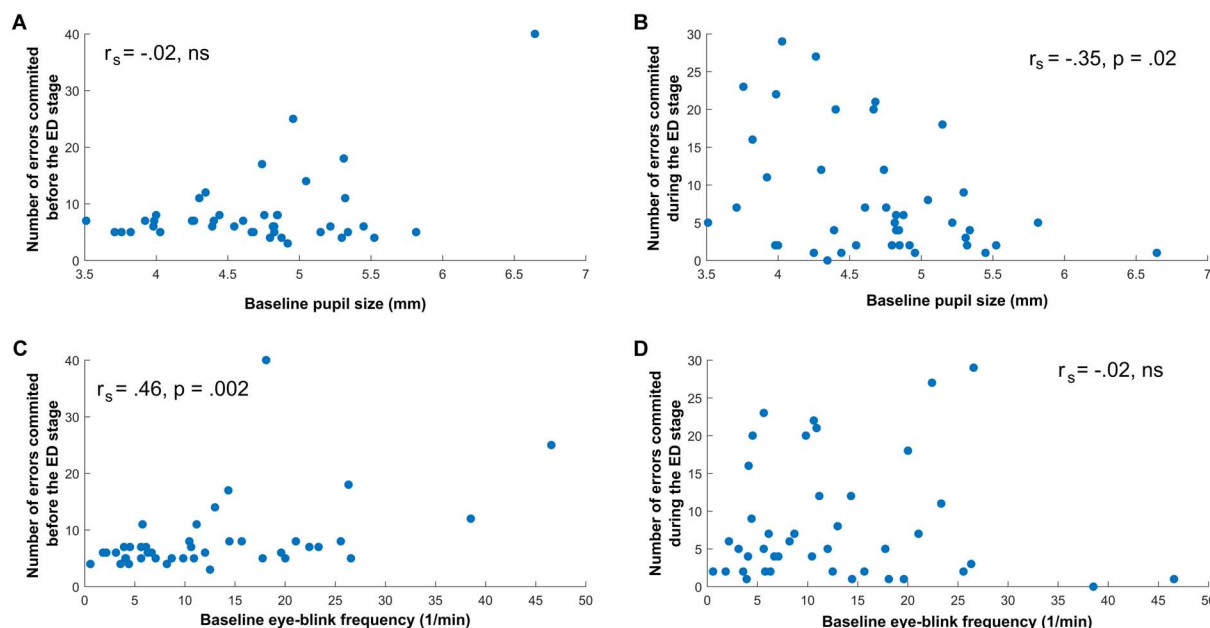 A
r_s = -.02, ns
Number of errors commited
before the ED stage
40
30
20
10
0
3.5 4 4.5 5 5.5 6 6.5 7
Baseline pupil size (mm)
B
r_s = -.35, p = .02
Number of errors commited
during the ED stage
30
25
20
15
10
5
0
3.5 4 4.5 5 5.5 6 6.5 7
Baseline pupil size (mm)
C
r_s = .46, p = .002
Number of errors commited
before the ED stage
40
30
20
10
0
0 5 10 15 20 25 30 35 40 45 50
Baseline eye-blink frequency (1/min)
D
r_s = -.02, ns
Number of errors commited
during the ED stage
30
25
20
15
10
5
0
0 5 10 15 20 25 30 35 40 45 50
Baseline eye-blink frequency (1/min)